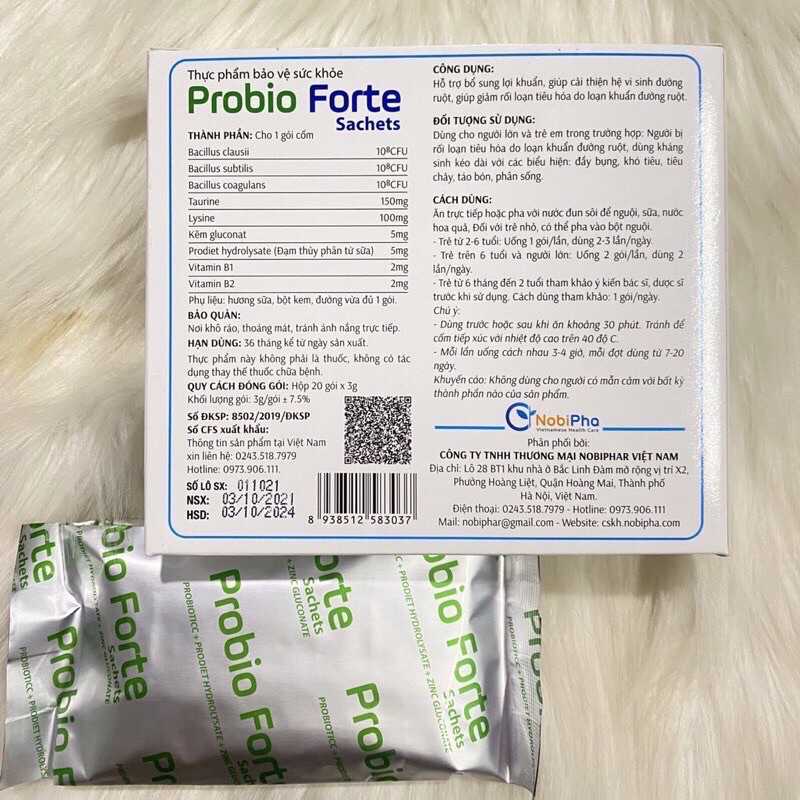 Thực phẩm bảo vệ sức khỏe
Probio Forte
Sachets
THÀNH PHẦN: Cho 1 gói cốm
Bacillus clausii 10⁸CFU
Bacillus subtilis 10⁸CFU
Bacillus coagulans 10⁸CFU
Taurine 150mg
Lysine 100mg
Kẽm gluconat 5mg
Prodiet hydrolysate (Đạm thủy phân từ sữa) 5mg
Vitamin B1 2mg
Vitamin B2 2mg
Phụ liệu: hương sữa, bột kem, đường vừa đủ 1 gói.
BẢO QUẢN:
Nơi khô ráo, thoáng mát, tránh ánh nắng trực tiếp.
HẠN DÙNG: 36 tháng kể từ ngày sản xuất.
Thực phẩm này không phải là thuốc, không có tác
dụng thay thế thuốc chữa bệnh.
QUY CÁCH ĐÓNG GÓI: Hộp 20 gói x 3g
Khối lượng gói: 3g/gói ± 7.5%
Số ĐKSP: 8502/2019/ĐKSP
Số CFS xuất khẩu:
Thông tin sản phẩm tại Việt Nam
xin liên hệ: 0243.518.7979
Hotline: 0973.906.111.
SỐ LÔ SX: 011021
NSX: 03/10/2021
HSD: 03/10/2024
8 938512 583037
CÔNG DỤNG:
Hỗ trợ bổ sung lợi khuẩn, giúp cải thiện hệ vi sinh đường
ruột, giúp giảm rối loạn tiêu hóa do loạn khuẩn đường ruột.
ĐỐI TƯỢNG SỬ DỤNG:
Dùng cho người lớn và trẻ em trong trường hợp: Người bị
rối loạn tiêu hóa do loạn khuẩn đường ruột, dùng kháng
sinh kéo dài với các biểu hiện: đầy bụng, khó tiêu, tiêu
chảy, táo bón, phân sống.
CÁCH DÙNG:
Ăn trực tiếp hoặc pha với nước đun sôi để nguội, sữa, nước
hoa quả, Đối với trẻ nhỏ, có thể pha vào bột nguội.
- Trẻ từ 2-6 tuổi: Uống 1 gói/lần, dùng 2-3 lần/ngày.
- Trẻ trên 6 tuổi và người lớn: Uống 2 gói/lần, dùng 2
lần/ngày.
- Trẻ từ 6 tháng đến 2 tuổi tham khảo ý kiến bác sĩ, dược sĩ
trước khi sử dụng. Cách dùng tham khảo: 1 gói/ngày.
Chú ý:
- Dùng trước hoặc sau khi ăn khoảng 30 phút. Tránh để
cốm tiếp xúc với nhiệt độ cao trên 40 độ C.
- Mỗi lần uống cách nhau 3-4 giờ, mỗi đợt dùng từ 7-20
ngày.
Khuyến cáo: Không dùng cho người có mẫn cảm với bất kỳ
thành phần nào của sản phẩm.
NobiPha
Vietnamese Health Care
Phân phối bởi:
CÔNG TY TNHH THƯƠNG MẠI NOBIPHAR VIỆT NAM
Địa chỉ: Lô 28 BT1 khu nhà ở Bắc Linh Đàm mở rộng vị trí X2,
Phường Hoàng Liệt, Quận Hoàng Mai, Thành phố
Hà Nội, Việt Nam.
Điện thoại: 0243.518.7979 - Hotline: 0973.906.111
Mail: nobiphar@gmail.com - Website: cskh.nobipha.com
Probio Forte
Sachets
PROBIOTICC + PRODIET HYDROLYSATE + ZINC GLUCONATE
Probio Forte
Sachets
PROBIOTICC + PRODIET HYDROLYSATE + ZINC GLUCONATE
Probio Forte
Sachets
PROBIOTICC + PRODIET HYDROLYSATE + ZINC GLUCONATE